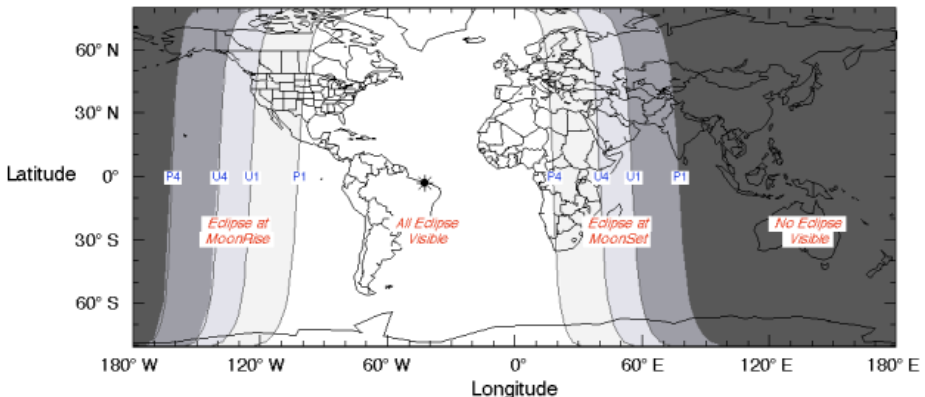 60° N
30° N
Latitude
0°
30° S
60° S
P4 U4 U1 P1 P4 U4 U1 P1
Eclipse at
MoonRise
All Eclipse
Visible
Eclipse at
MoonSet
No Eclipse
Visible
180° W 120° W 60° W 0° 60° E 120° E 180° E
Longitude